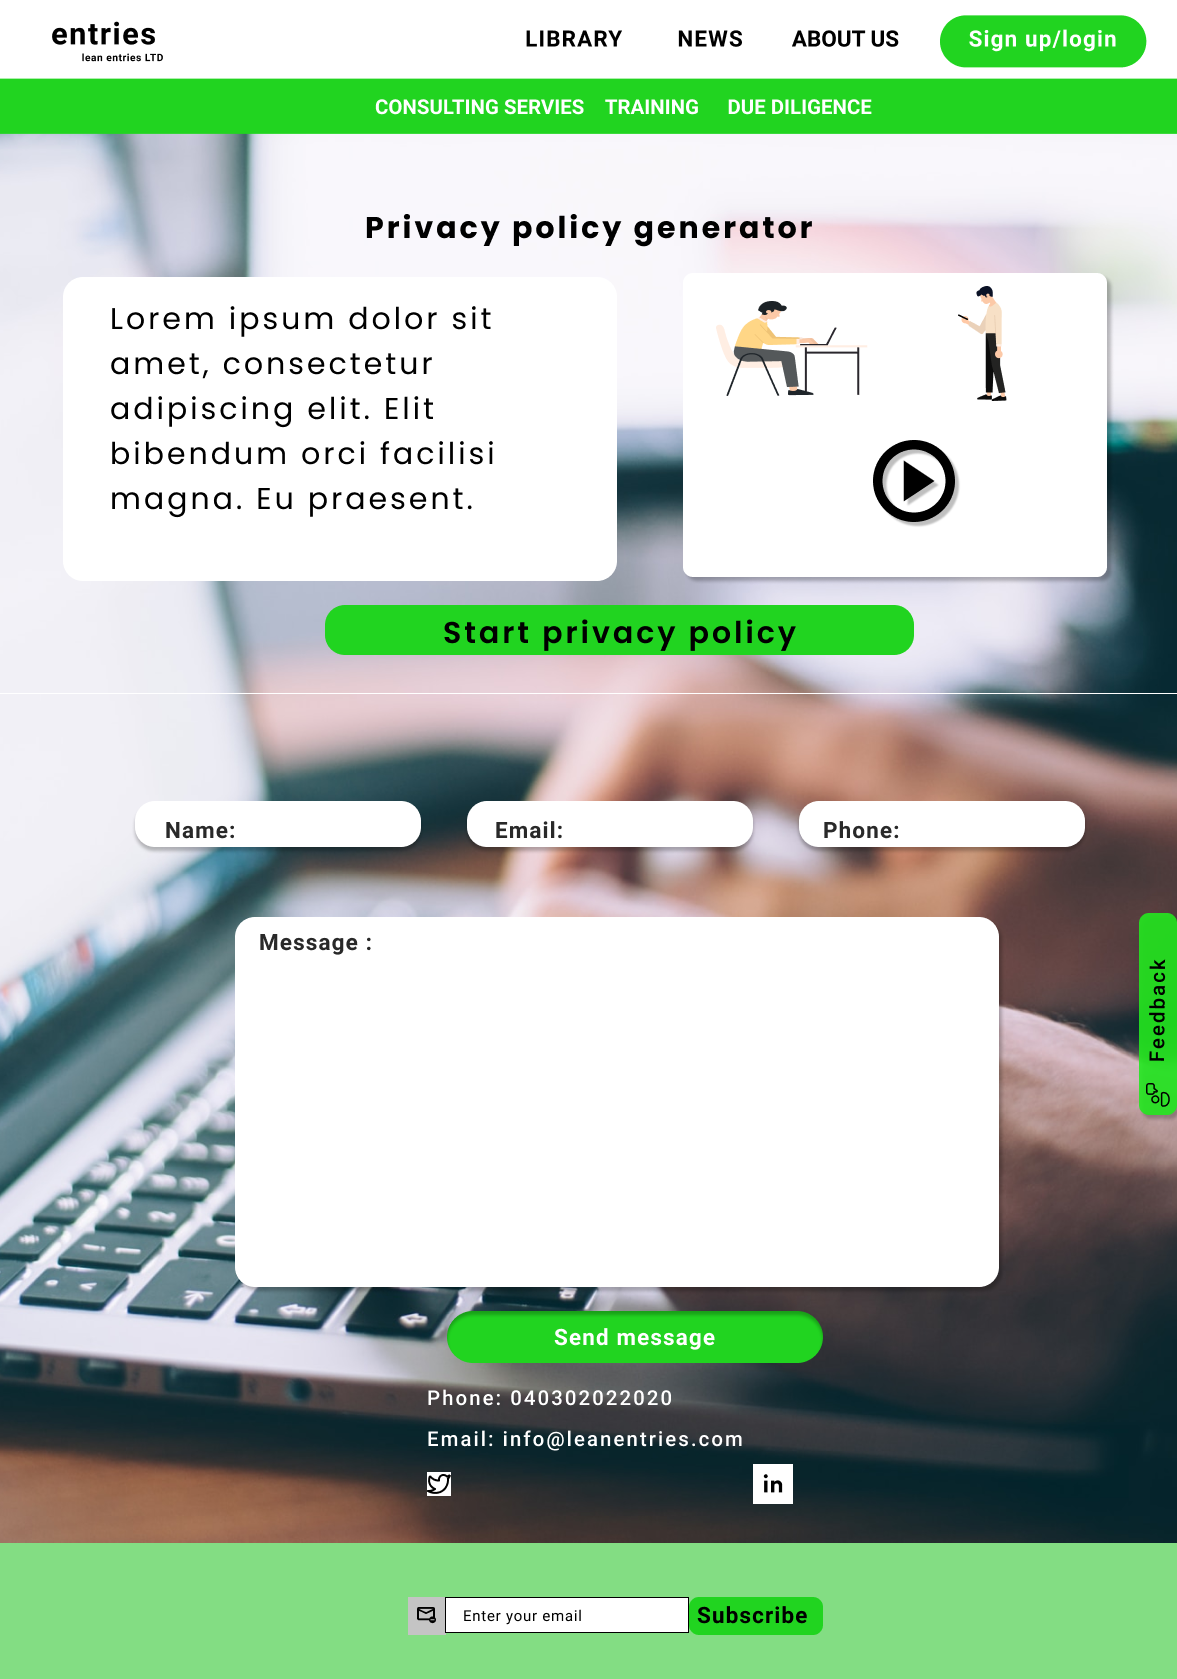 entries
lean entries LTD
LIBRARY NEWS ABOUT US Sign up/login
CONSULTING SERVIES TRAINING DUE DILIGENCE
Privacy policy generator
Lorem ipsum dolor sit
amet, consectetur
adipiscing elit. Elit
bibendum orci facilisi
magna. Eu praesent.
Start privacy policy
Name:
Email:
Phone:
Message :
Feedback
Send message
Phone: 040302022020
Email: info@leanentries.com
in
Enter your email
Subscribe